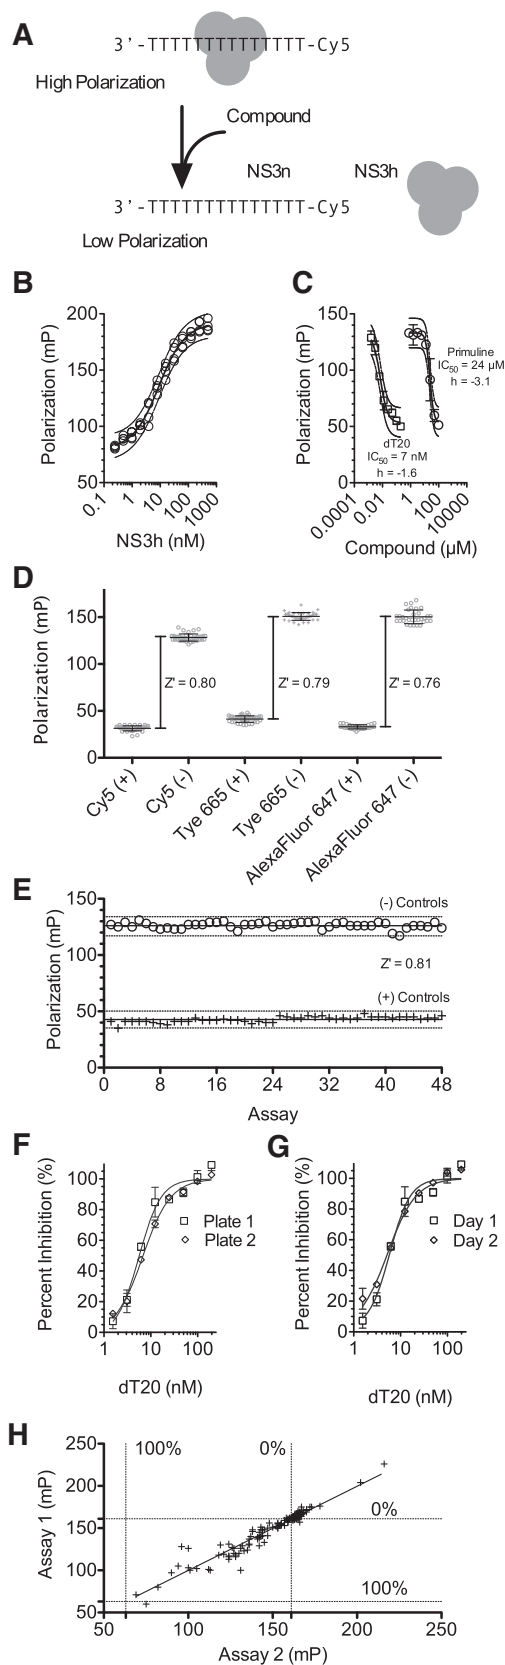 A
3'-TTTTTTTTTTTTTT-Cy5
High Polarization
Compound
NS3n
NS3h
3'-TTTTTTTTTTTTTT-Cy5
Low Polarization
B
Polarization (mP)
200
150
100
50
0.1
1
10
100
1000
NS3h (nM)
C
Polarization (mP)
150
100
50
0
0.0001
0.01
1
100
10000
Compound (µM)
Primuline
IC50 = 24 µM
h = -3.1
dT20
IC50 = 7 nM
h = -1.6
D
Polarization (mP)
150
100
50
0
Z' = 0.80
Z' = 0.79
Z' = 0.76
Cy5 (+)
Cy5 (-)
Tye 665 (+)
Tye 665 (-)
AlexaFluor 647 (+)
AlexaFluor 647 (-)
E
Polarization (mP)
150
100
50
0
(-) Controls
Z' = 0.81
(+) Controls
0
8
16
24
32
40
48
Assay
F
Percent Inhibition (%)
100
80
60
40
20
0
Plate 1
Plate 2
1
10
100
dT20 (nM)
G
Percent Inhibition (%)
100
80
60
40
20
0
Day 1
Day 2
1
10
100
dT20 (nM)
H
Assay 1 (mP)
250
200
150
100
50
100%
0%
0%
100%
50
100
150
200
250
Assay 2 (mP)